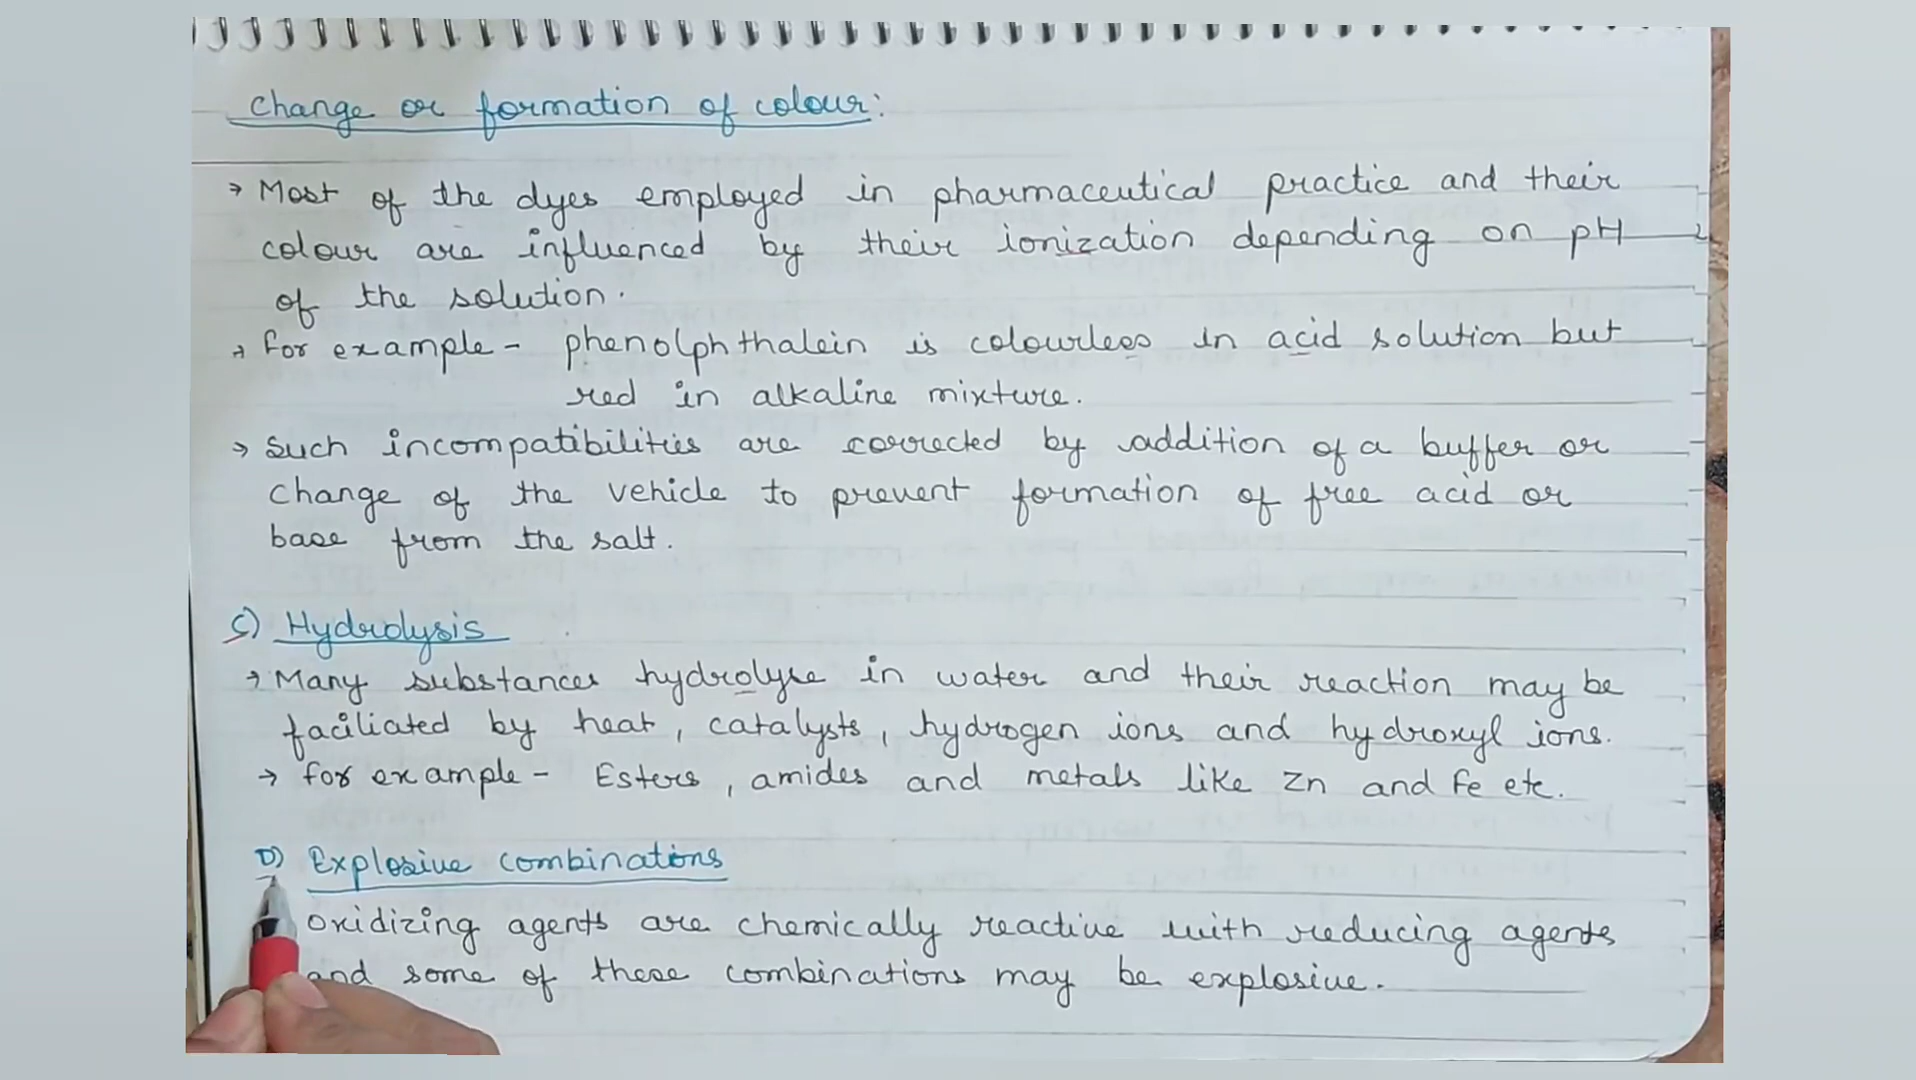 Change or formation of colour:
→ Most of the dyes employed in pharmaceutical practice and their
colour are influenced by their ionization depending on pH
of the solution.
→ for example - phenolphthalein is colourless in acid solution but
red in alkaline mixture.
→ Such incompatibilities are corrected by addition of a buffer or
change of the vehicle to prevent formation of free acid or
base from the salt.
C) Hydrolysis
→ Many substances hydrolyse in water and their reaction may be
faciliated by heat, catalysts, hydrogen ions and hydroxyl ions.
→ for example - Esters, amides and metals like Zn and Fe etc.
D) Explosive combinations
oxidizing agents are chemically reactive with reducing agents
and some of these combinations may be explosive.